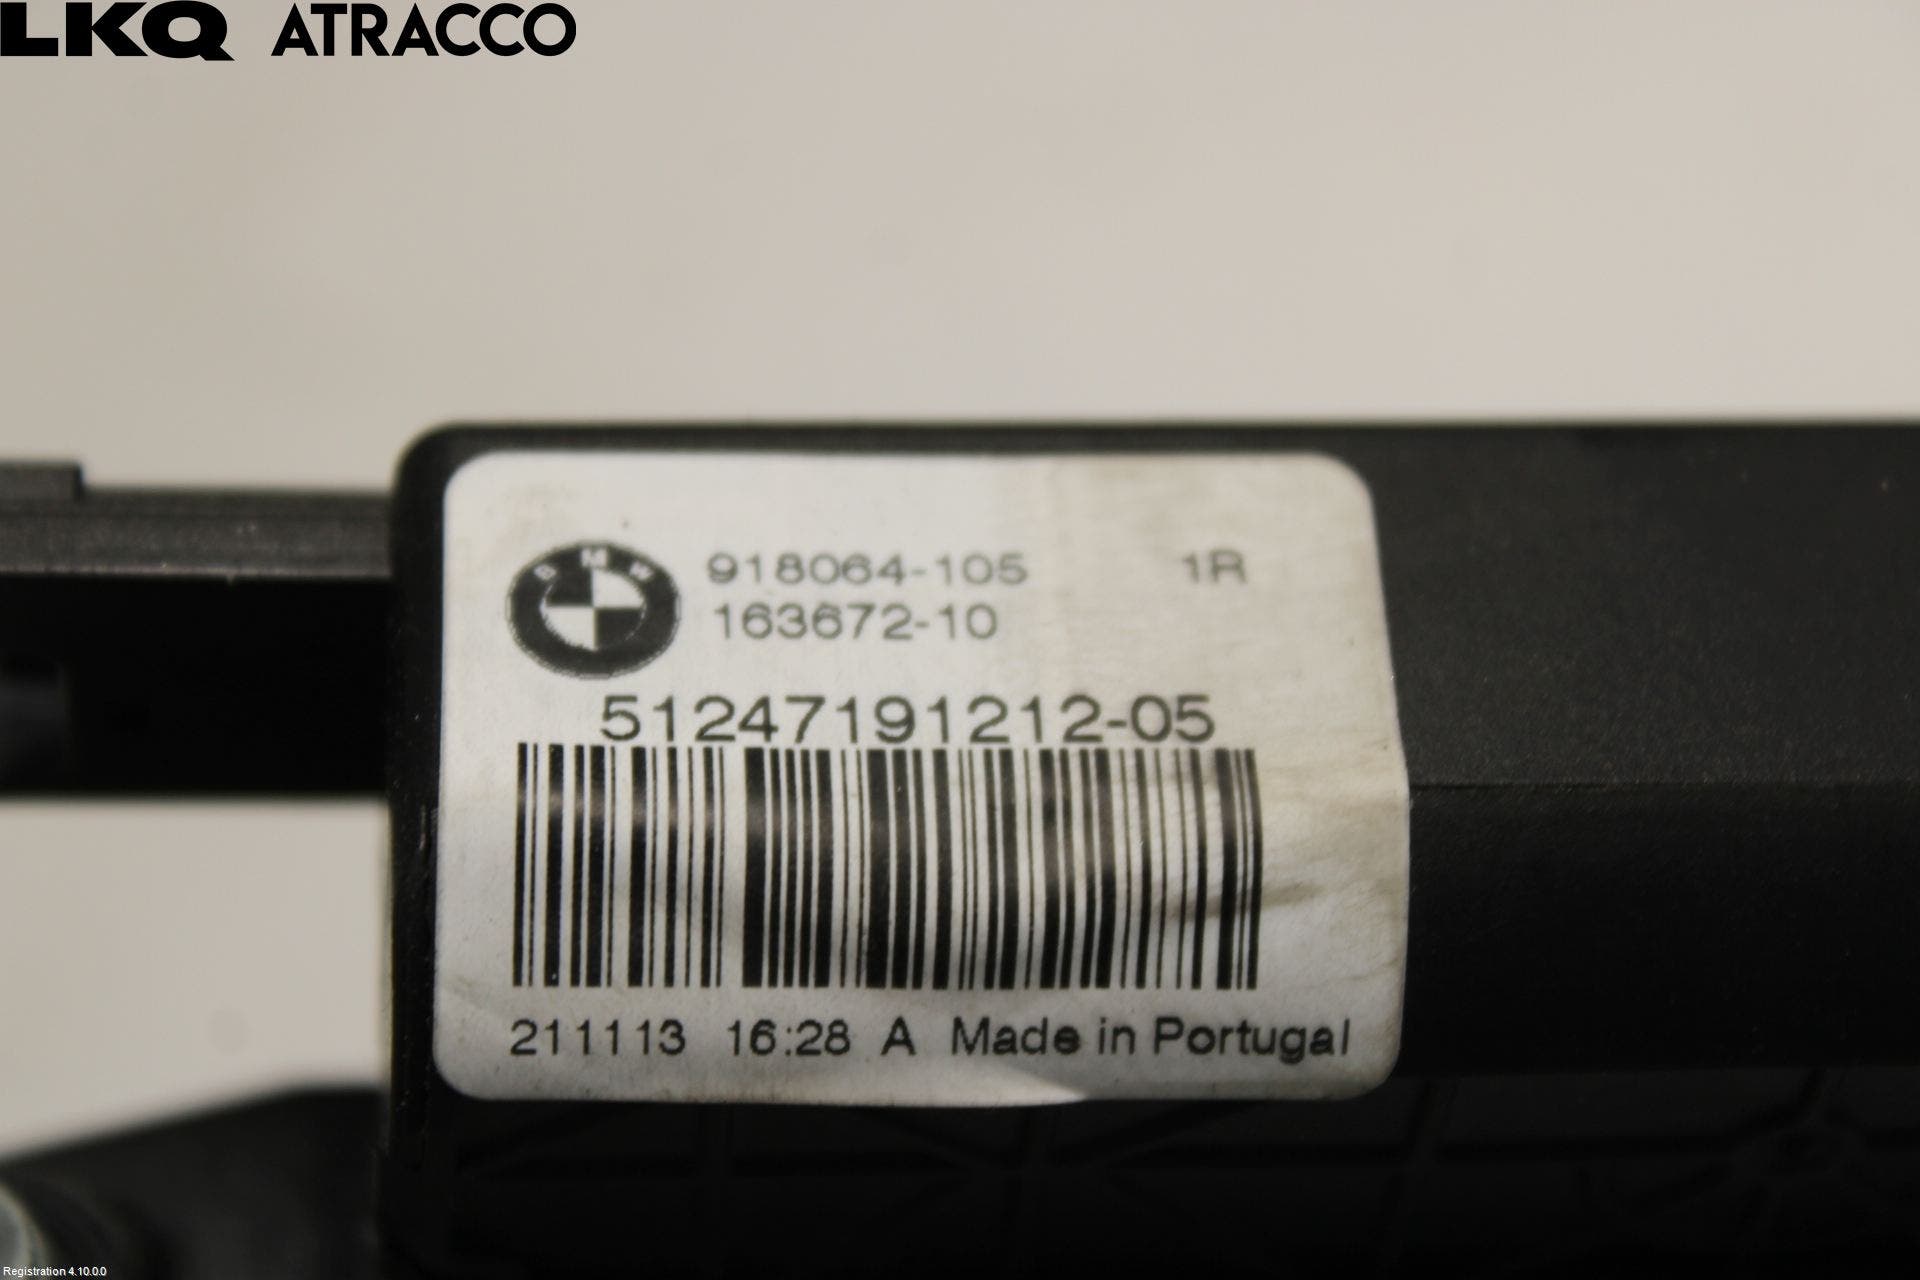 LKQ ATRACCO
BMW
918064-105 1R
163672-10
51247191212-05
211113 16:28 A Made in Portugal
Registration 4.10.0.0